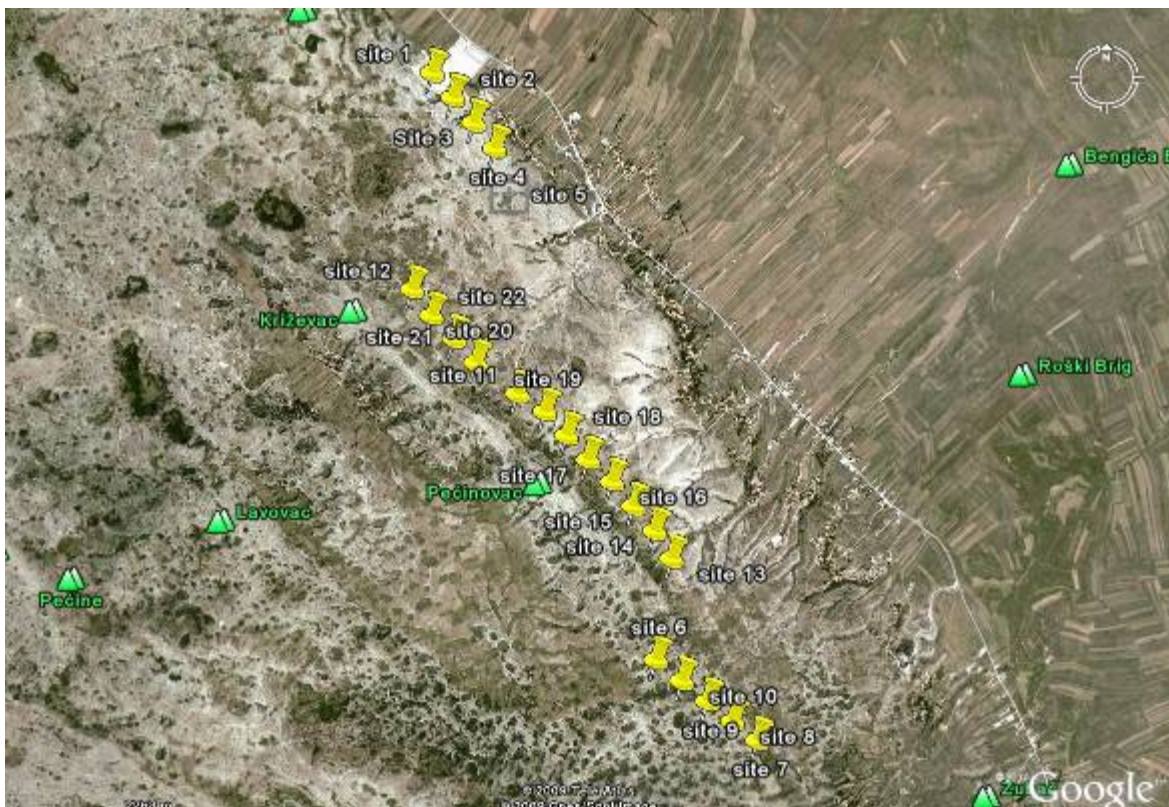 site 1
site 2
Site 3
site 4
N
Bengića B
site 5
site 12
site 22
Križevac
site 21
site 20
site 11
site 19
Roški Brig
site 18
site 17
Pećinovac
site 16
Lavovac
site 15
site 14
site 13
Pećine
site 6
site 10
site 9
site 8
site 7
Google